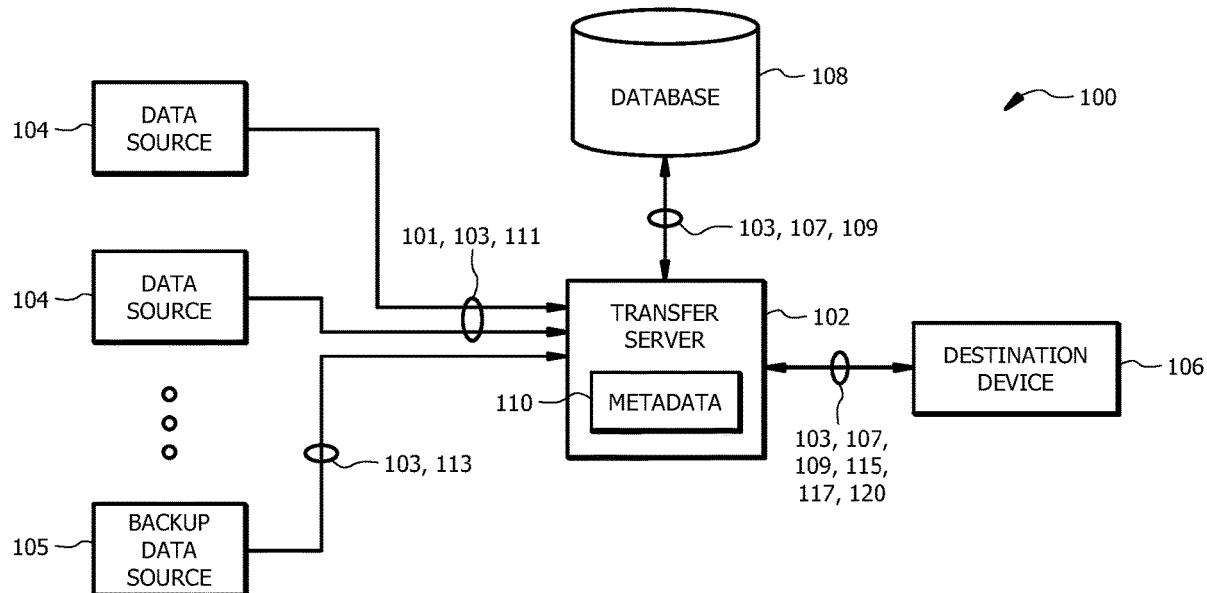 DATABASE
108
100
104
DATA
SOURCE
103, 107, 109
101, 103, 111
104
DATA
SOURCE
TRANSFER
SERVER
102
110
METADATA
DESTINATION
DEVICE
106
103, 107,
109, 115,
117, 120
103, 113
105
BACKUP
DATA
SOURCE